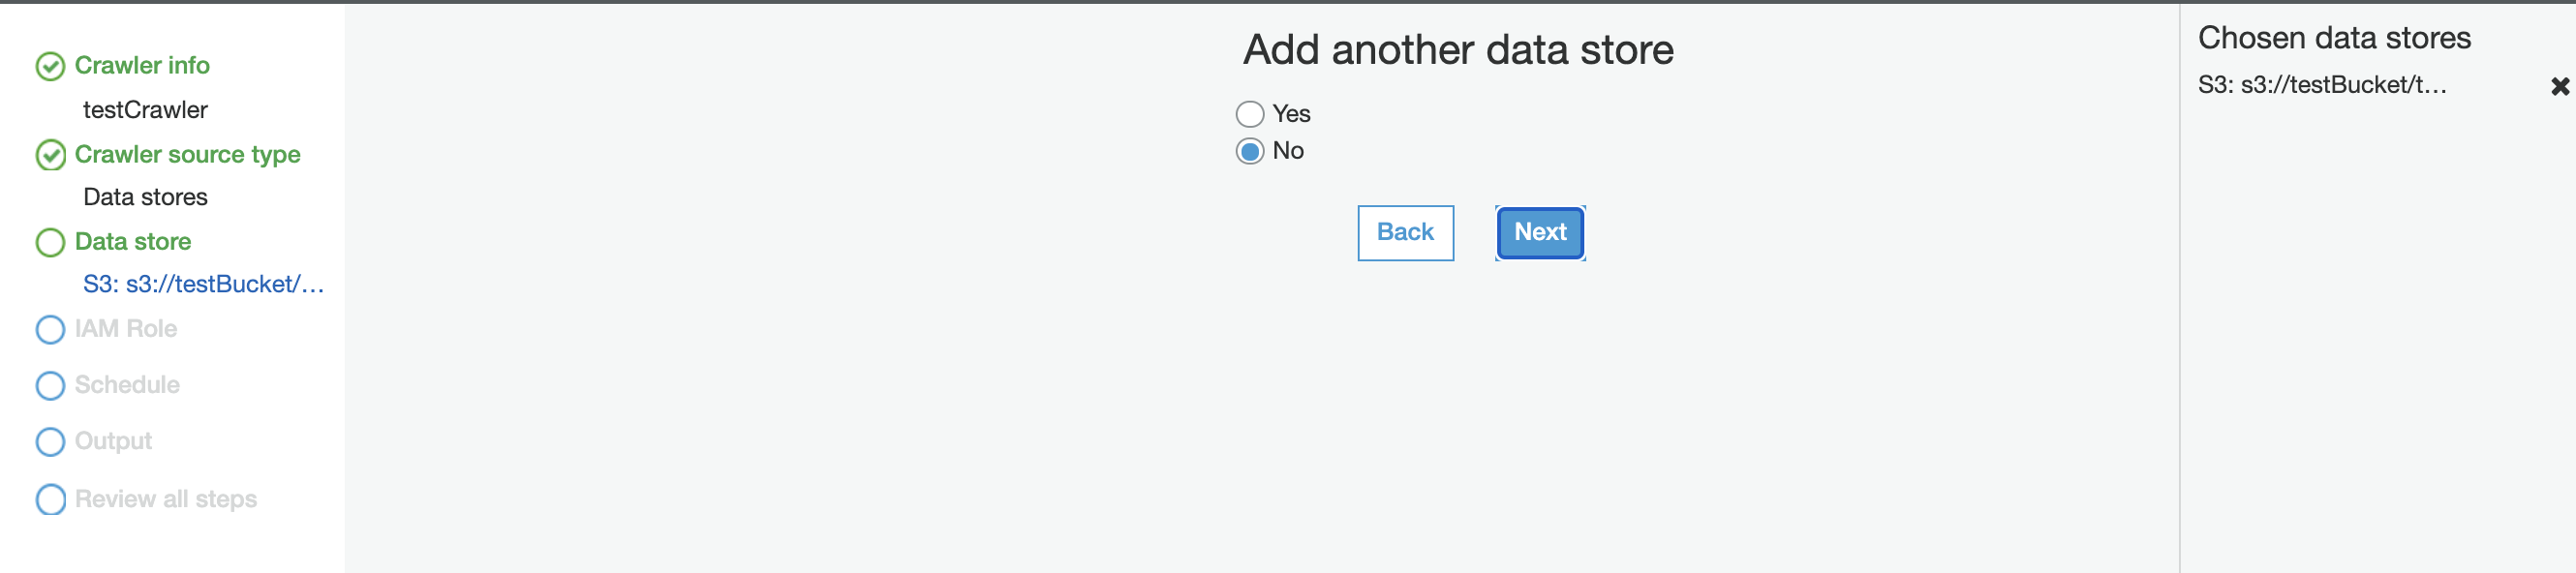 Crawler info
testCrawler
Crawler source type
Data stores
Data store
S3: s3://testBucket/...
IAM Role
Schedule
Output
Review all steps
Add another data store
Yes
No
Back
Next
Chosen data stores
S3: s3://testBucket/t...